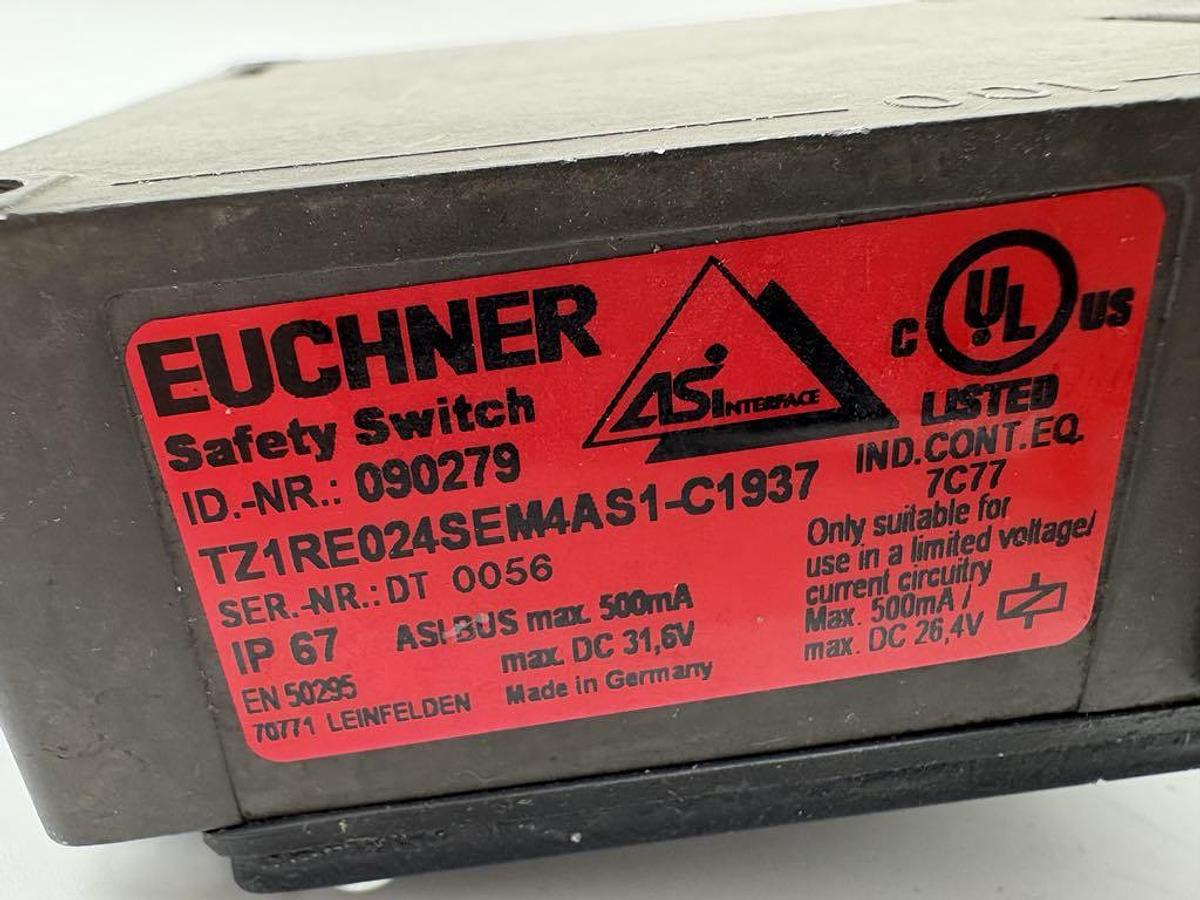 100
EUCHNER
Safety Switch
ID.-NR.: 090279
TZ1RE024SEM4AS1-C1937
SER.-NR.: DT 0056
IP 67
ASI-BUS max. 500mA
max. DC 31,6V
EN 50295
70771 LEINFELDEN
Made in Germany
ASI INTERFACE
C UL US
LISTED
IND.CONT.EQ.
7C77
Only suitable for
use in a limited voltage/
current circuitry
Max. 500mA /
max. DC 26,4V